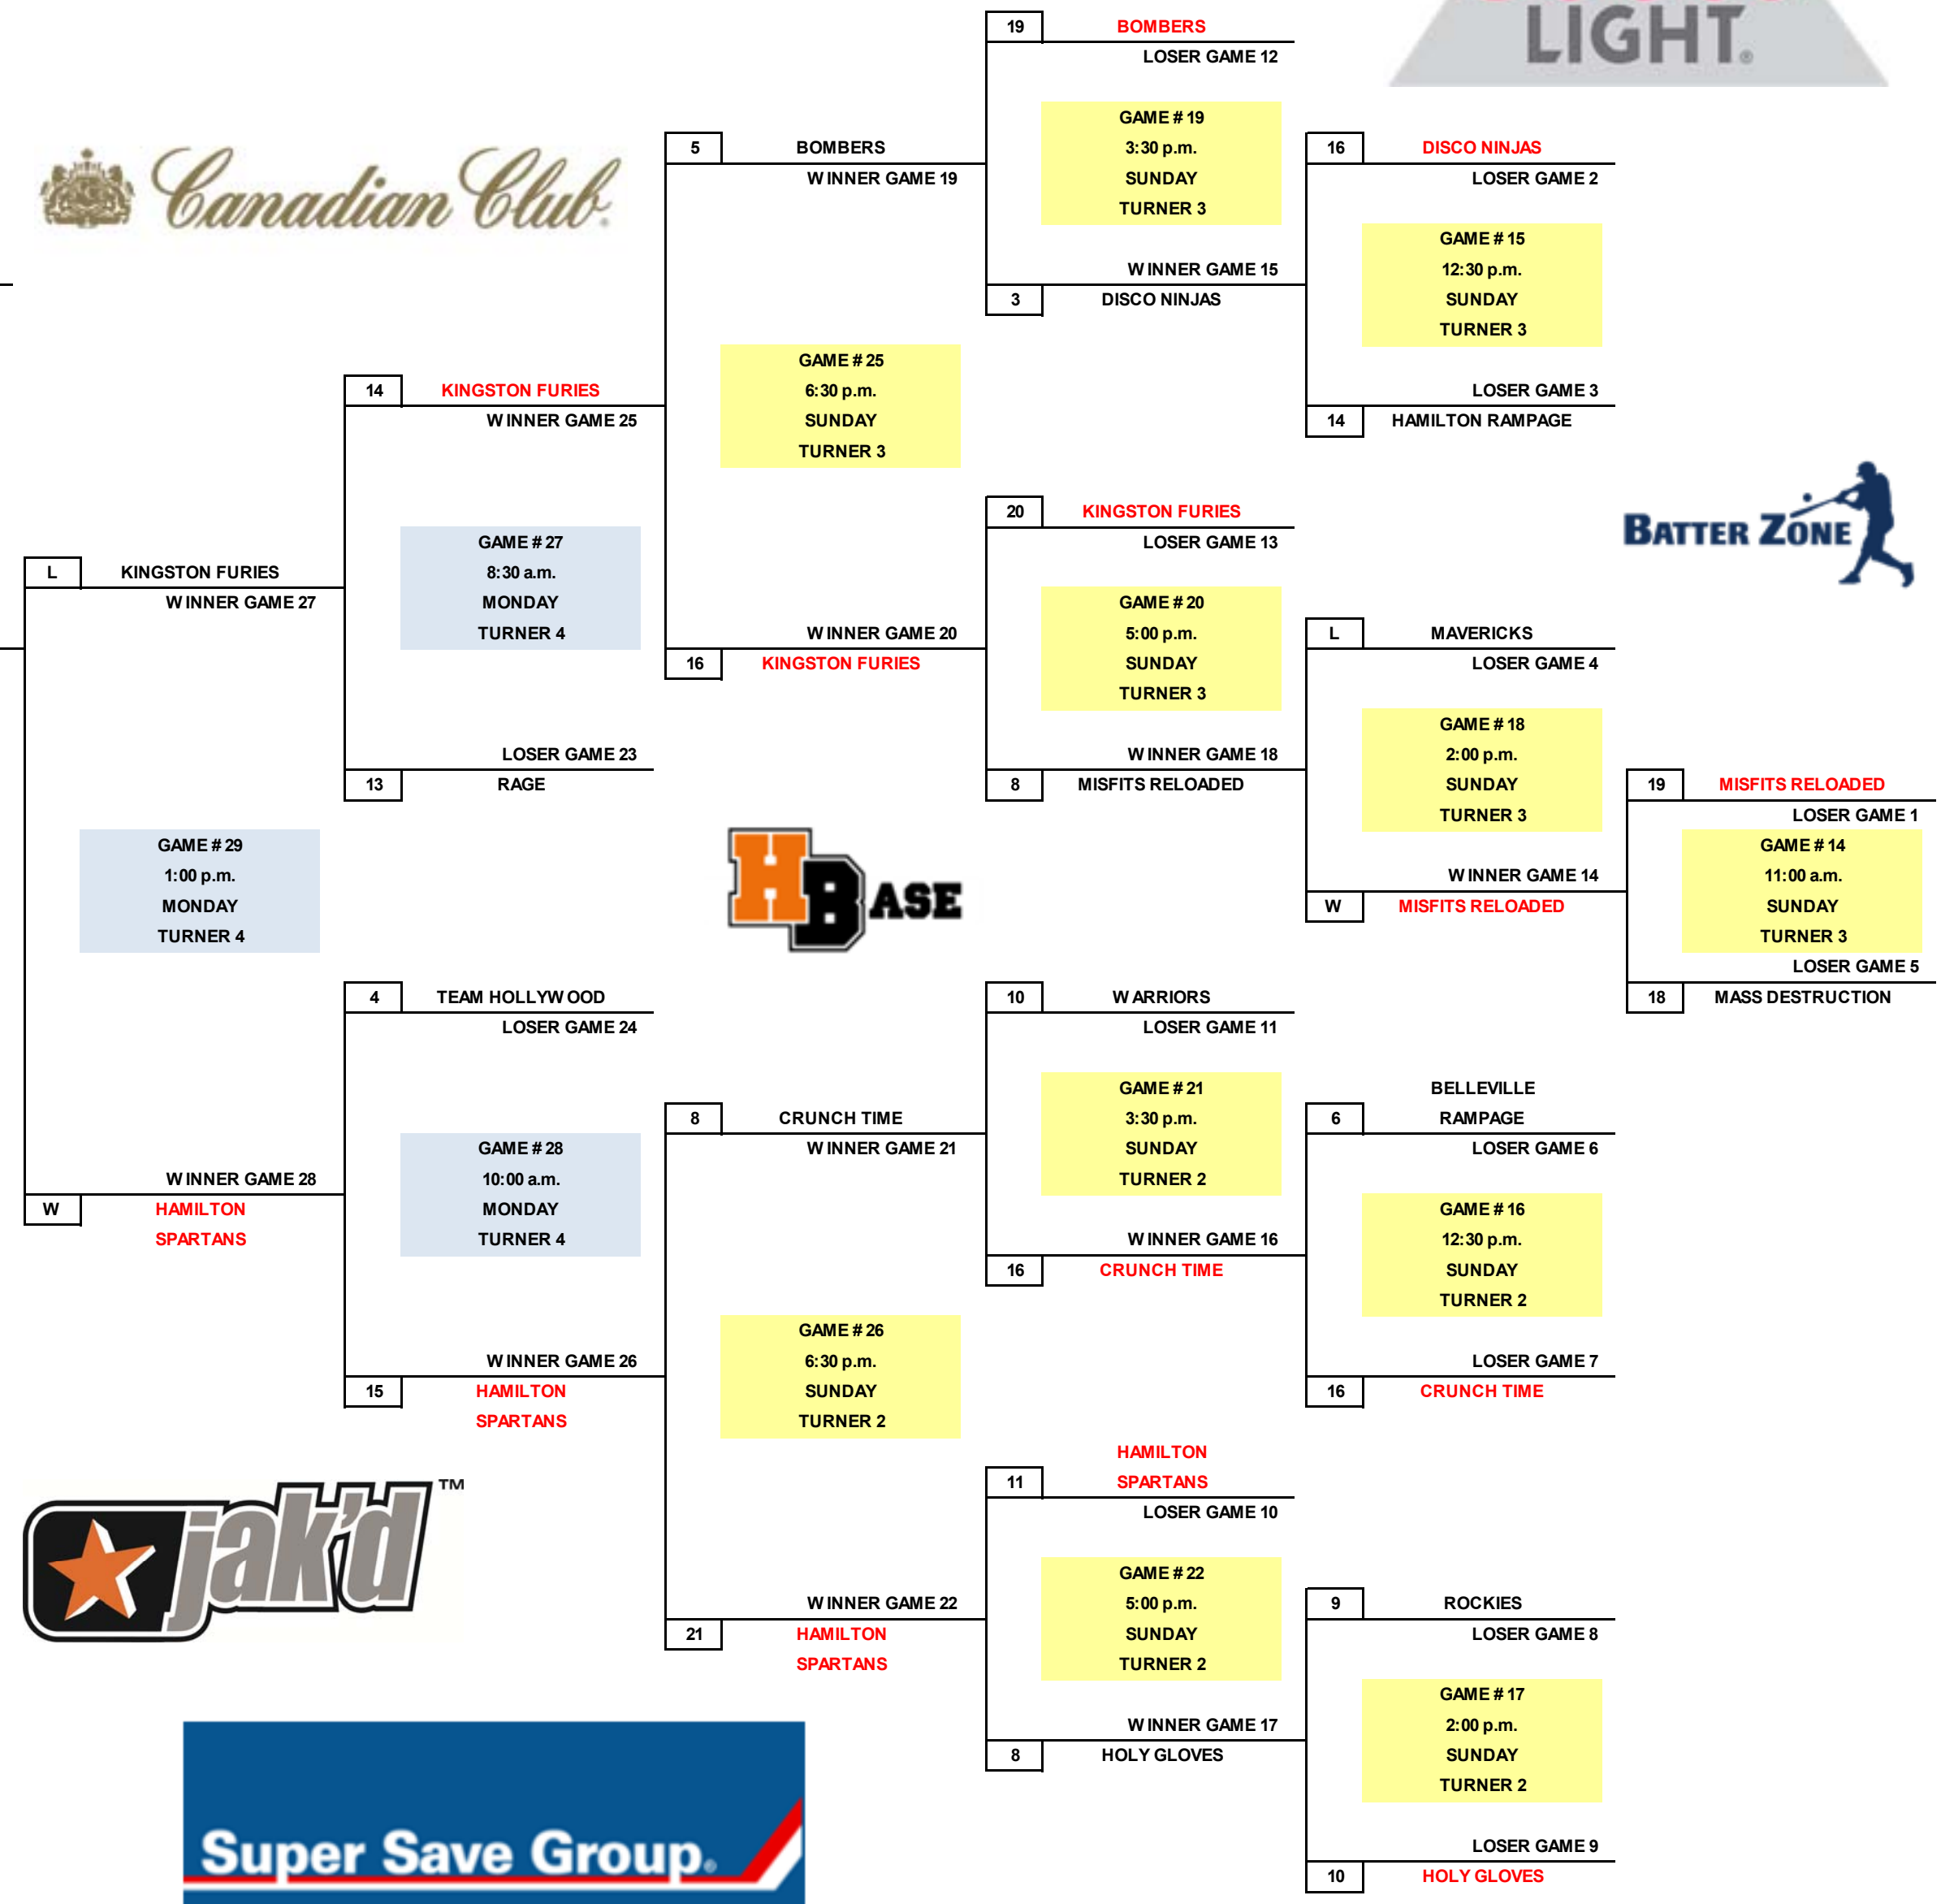 LIGHT®
19 BOMBERS
LOSER GAME 12
GAME # 19
3:30 p.m.
SUNDAY
TURNER 3
WINNER GAME 15
3 DISCO NINJAS
Canadian Club®
5 BOMBERS
WINNER GAME 19
GAME # 25
6:30 p.m.
SUNDAY
TURNER 3
WINNER GAME 20
16 KINGSTON FURIES
16 DISCO NINJAS
LOSER GAME 2
GAME # 15
12:30 p.m.
SUNDAY
TURNER 3
LOSER GAME 3
14 HAMILTON RAMPAGE
14 KINGSTON FURIES
WINNER GAME 25
GAME # 27
8:30 a.m.
MONDAY
TURNER 4
LOSER GAME 23
13 RAGE
20 KINGSTON FURIES
LOSER GAME 13
GAME # 20
5:00 p.m.
SUNDAY
TURNER 3
WINNER GAME 18
8 MISFITS RELOADED
BATTER ZONE
L KINGSTON FURIES
WINNER GAME 27
GAME # 29
1:00 p.m.
MONDAY
TURNER 4
WINNER GAME 28
W HAMILTON
SPARTANS
L MAVERICKS
LOSER GAME 4
GAME # 18
2:00 p.m.
SUNDAY
TURNER 3
WINNER GAME 14
W MISFITS RELOADED
19 MISFITS RELOADED
LOSER GAME 1
GAME # 14
11:00 a.m.
SUNDAY
TURNER 3
LOSER GAME 5
18 MASS DESTRUCTION
HBASE
4 TEAM HOLLYWOOD
LOSER GAME 24
GAME # 28
10:00 a.m.
MONDAY
TURNER 4
WINNER GAME 26
15 HAMILTON
SPARTANS
10 WARRIORS
LOSER GAME 11
GAME # 21
3:30 p.m.
SUNDAY
TURNER 2
WINNER GAME 16
16 CRUNCH TIME
8 CRUNCH TIME
WINNER GAME 21
GAME # 26
6:30 p.m.
SUNDAY
TURNER 2
WINNER GAME 22
21 HAMILTON
SPARTANS
BELLEVILLE
6 RAMPAGE
LOSER GAME 6
GAME # 16
12:30 p.m.
SUNDAY
TURNER 2
LOSER GAME 7
16 CRUNCH TIME
HAMILTON
11 SPARTANS
LOSER GAME 10
GAME # 22
5:00 p.m.
SUNDAY
TURNER 2
WINNER GAME 17
8 HOLY GLOVES
jak'd™
9 ROCKIES
LOSER GAME 8
GAME # 17
2:00 p.m.
SUNDAY
TURNER 2
LOSER GAME 9
10 HOLY GLOVES
Super Save Group®